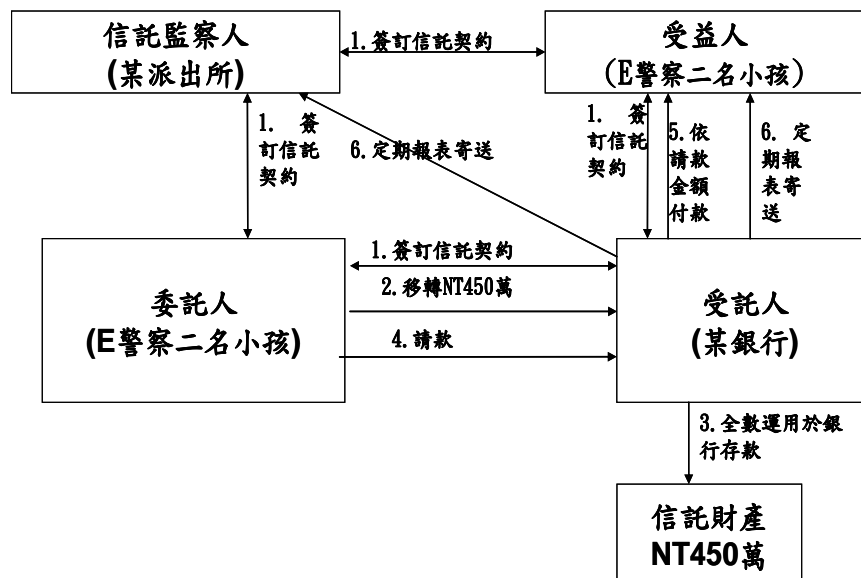 信託監察人
(某派出所)
1.簽訂信託契約
受益人
(E警察二名小孩)
1. 簽
訂信託
契約
6.定期報表寄送
1. 簽
訂信託
契約
5.依
請款
金額
付款
6. 定
期報
表寄
送
委託人
(E警察二名小孩)
1.簽訂信託契約
2.移轉NT450萬
4.請款
受託人
(某銀行)
3.全數運用於銀
行存款
信託財產
NT450萬